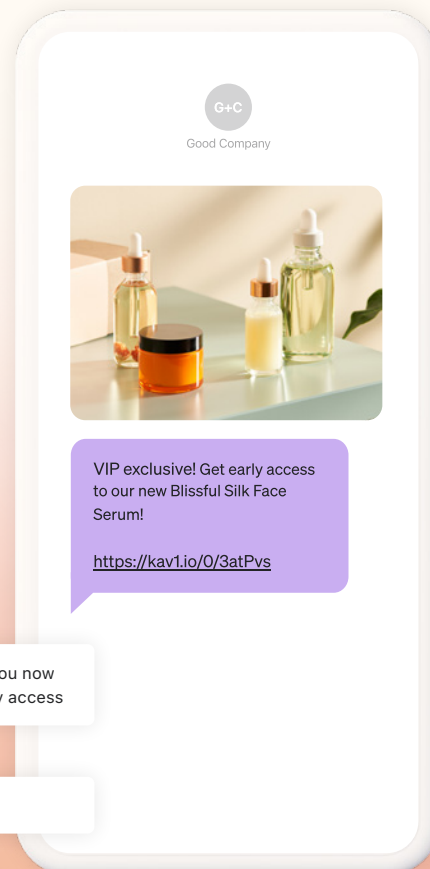 G+C
Good Company
VIP exclusive! Get early access
to our new Blissful Silk Face
Serum!
https://kav1.io/0/3atPvs
ou now
access